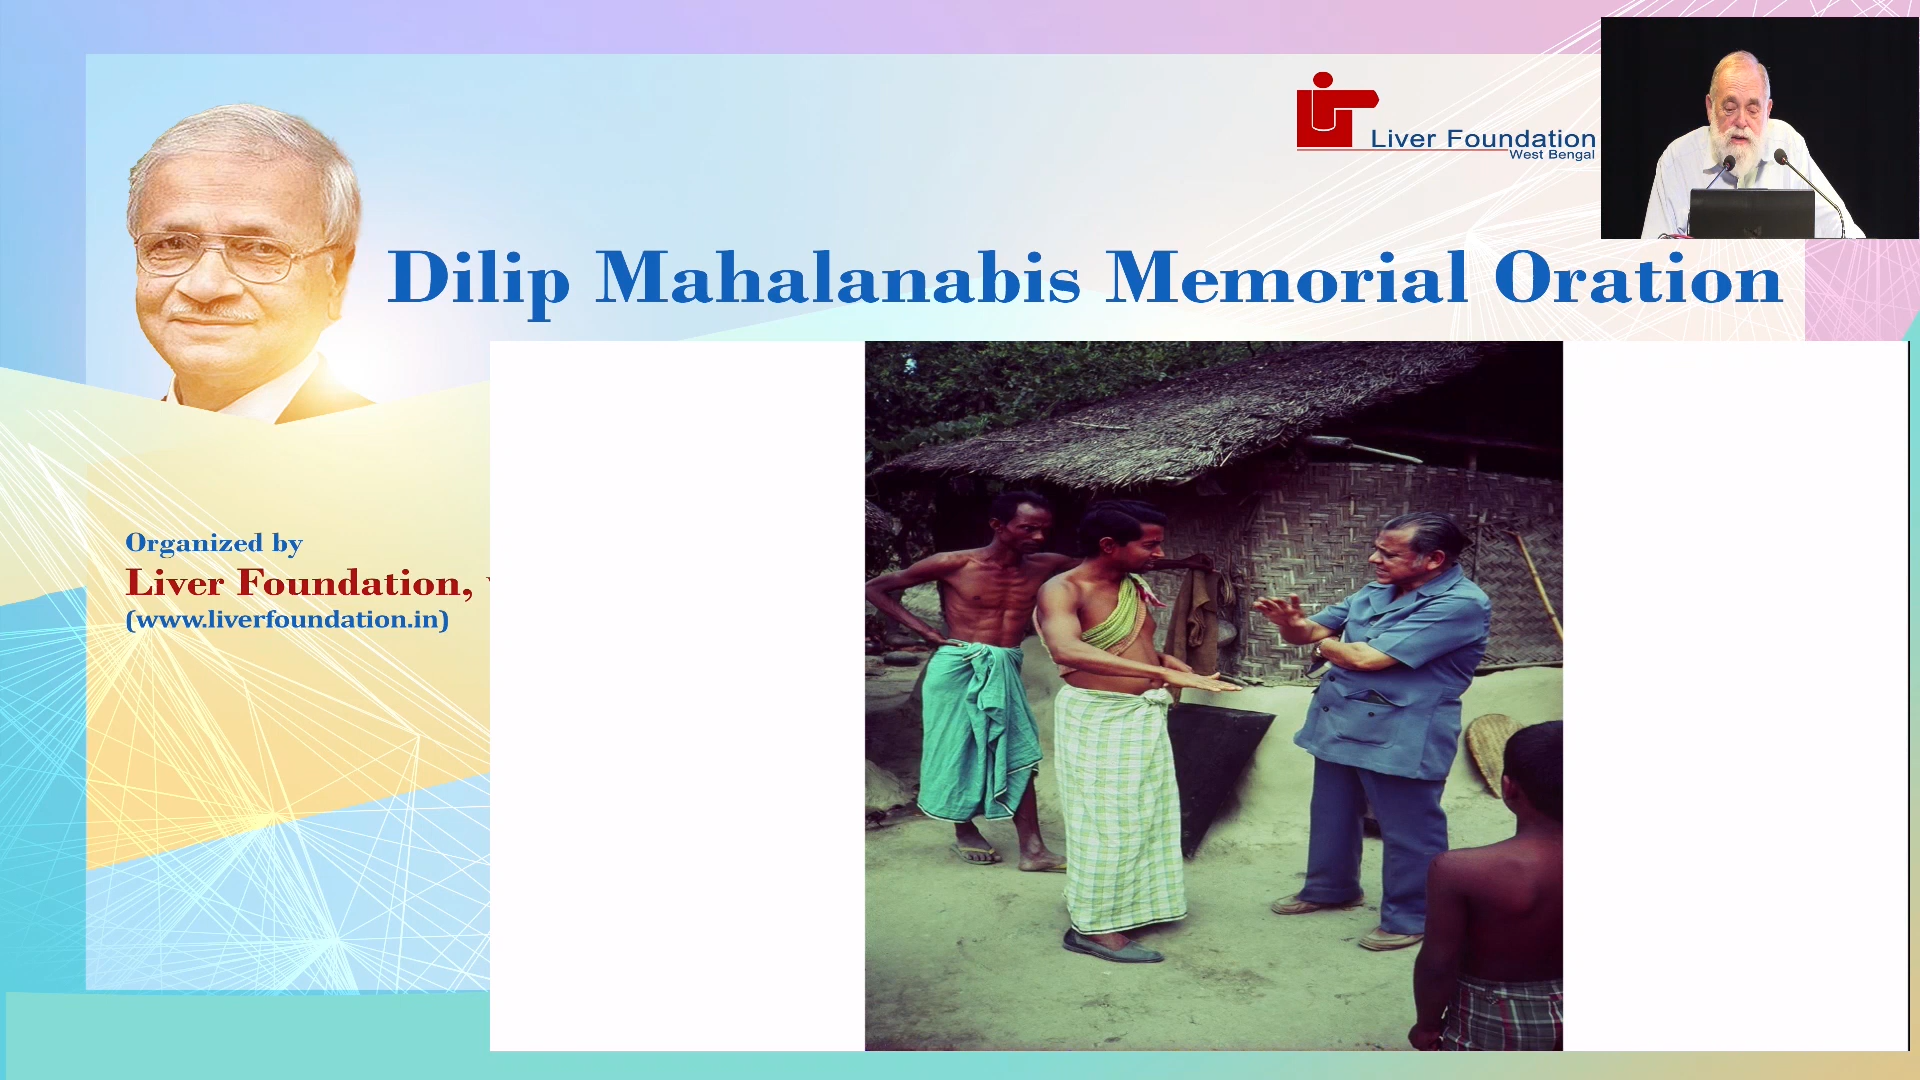 Liver Foundation
West Bengal
Dilip Mahalanabis Memorial Oration
Organized by
Liver Foundation,
(www.liverfoundation.in)